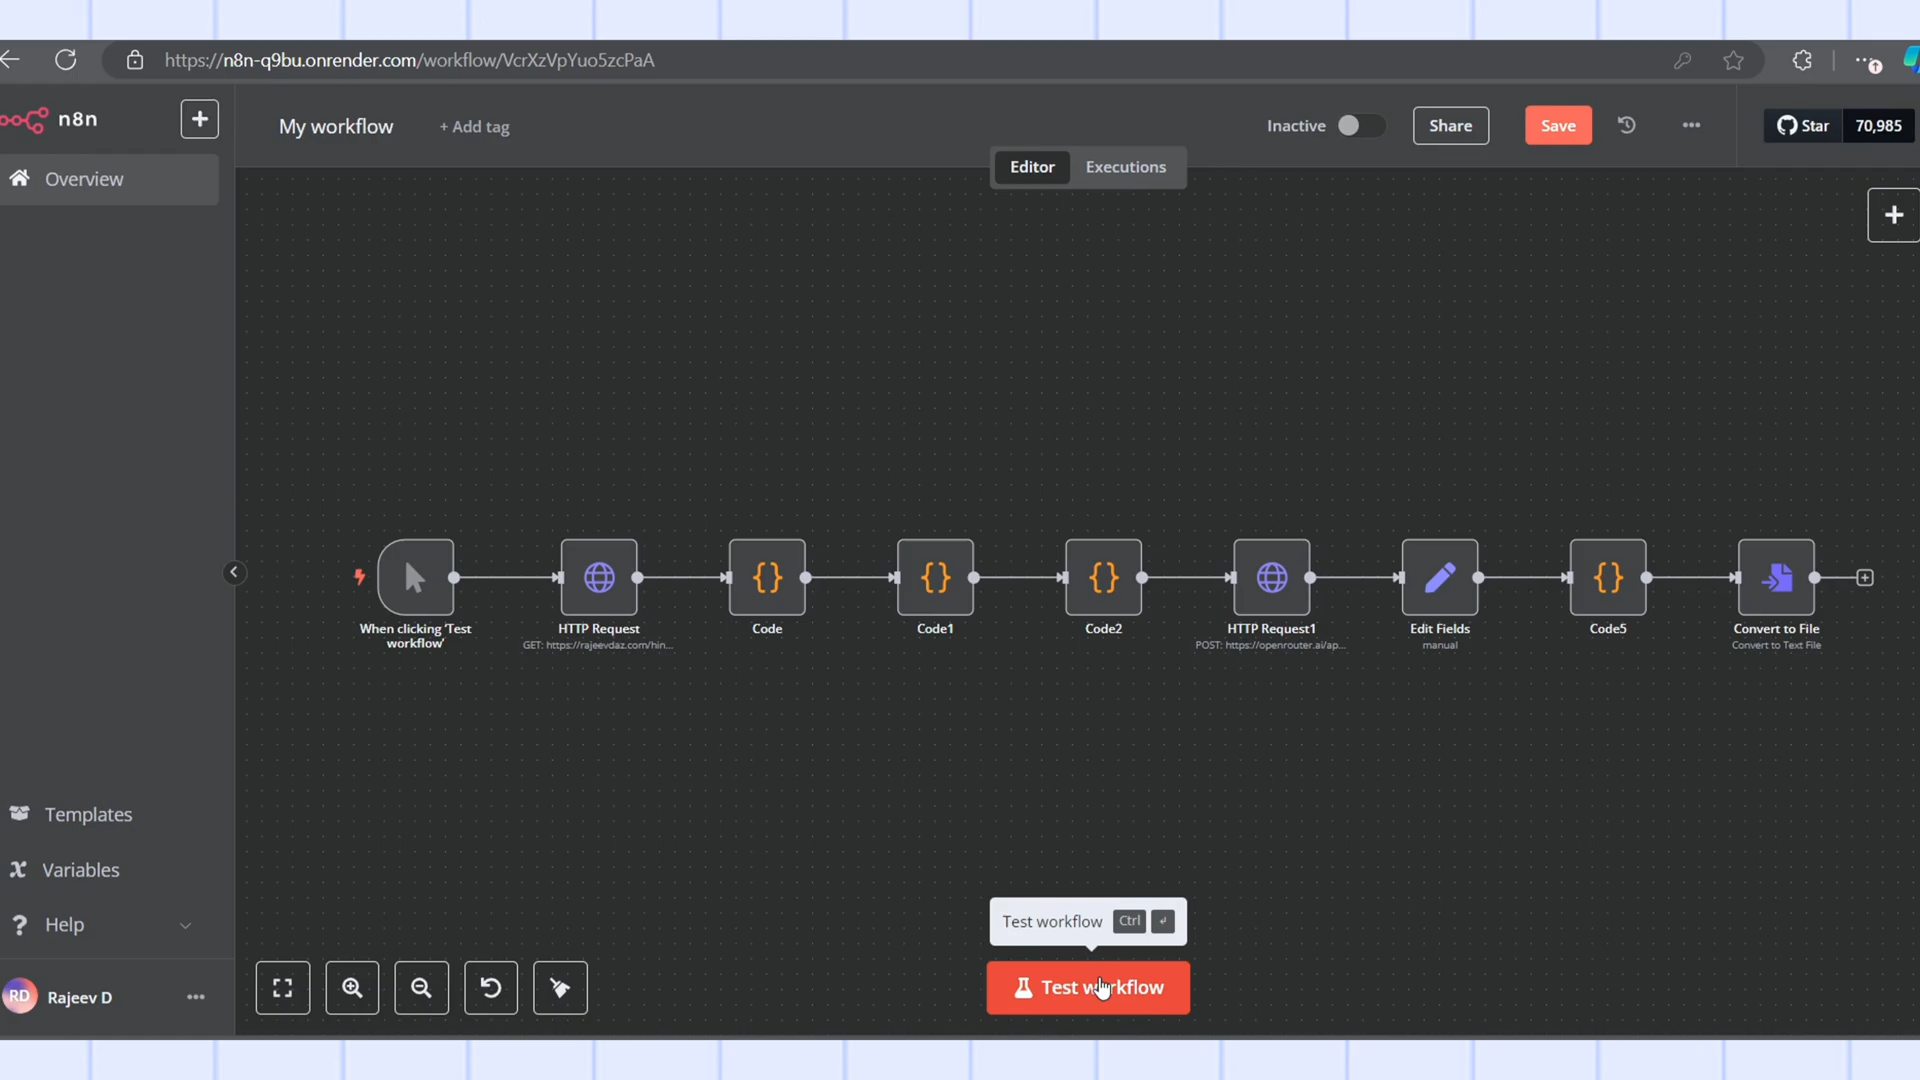 https://n8n-q9bu.onrender.com/workflow/VcrXzVpYuo5zcPaA
n8n
+
My workflow
+ Add tag
Inactive
Share
Save
Star
70,985
Editor
Executions
Overview
When clicking 'Test
workflow'
HTTP Request
GET: https://rajeevdaz.com/hin...
Code
Code1
Code2
HTTP Request1
POST: https://openrouter.ai/ap...
Edit Fields
manual
Code5
Convert to File
Convert to Text File
Templates
Variables
Help
Test workflow Ctrl ↵
RD
Rajeev D
Test workflow